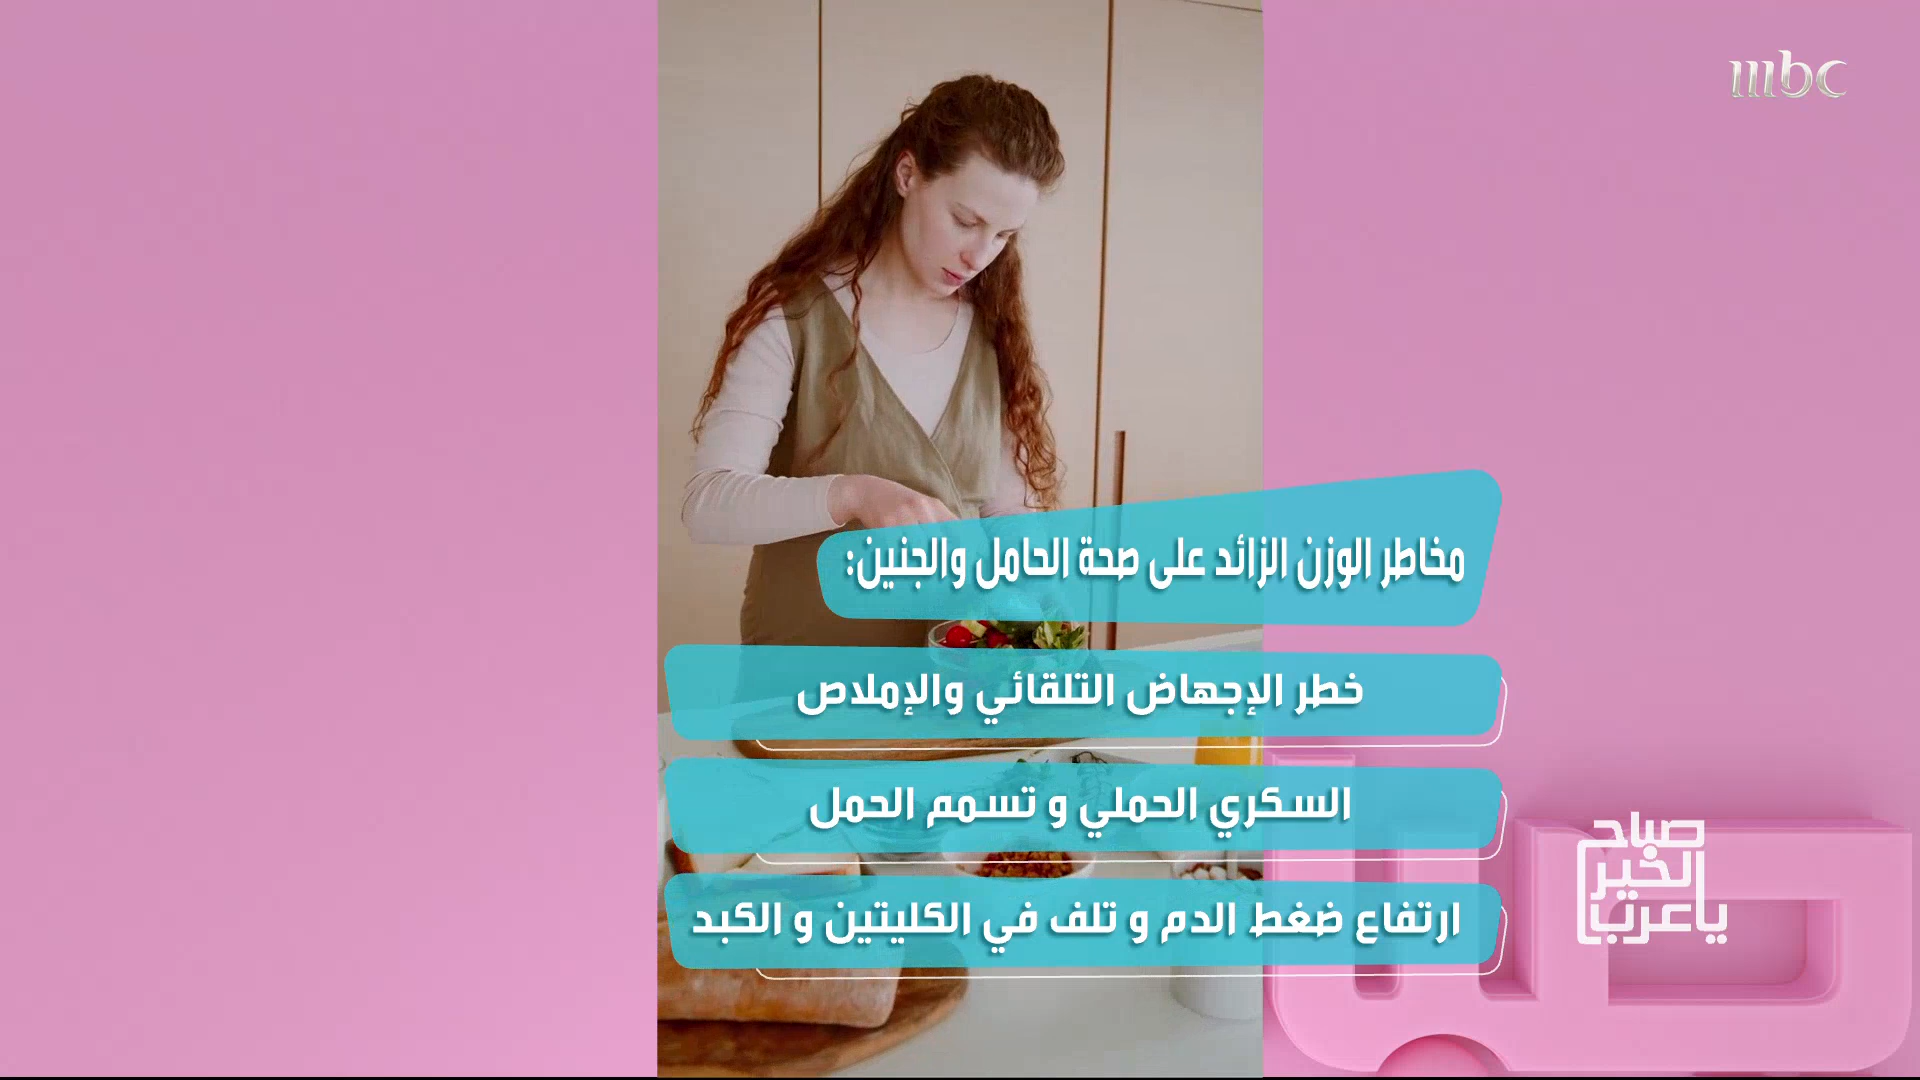 mbc
مخاطر الوزن الزائد على صحة الحامل والجنين:
خطر الإجهاض التلقائي والإملاص
السكري الحملي و تسمم الحمل
ارتفاع ضغط الدم و تلف في الكليتين و الكبد
صباح
الخير
ياعرب